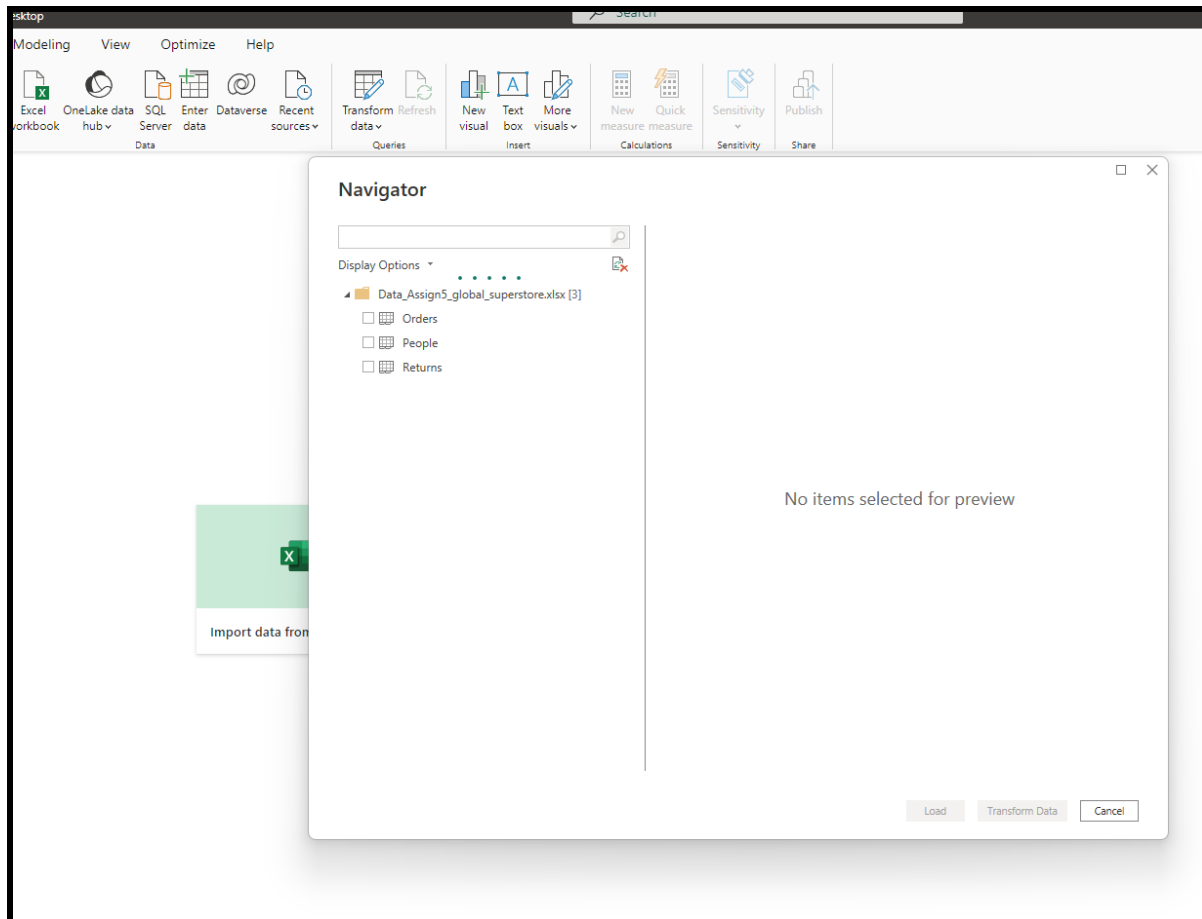 esktop
Search
Modeling View Optimize Help
Excel OneLake data SQL Enter Dataverse Recent Transform Refresh New Text More New Quick Sensitivity Publish
orkbook hub Server data sources data visual box visuals measure measure
Data Queries Insert Calculations Sensitivity Share
Navigator
Display Options
Data_Assign5_global_superstore.xlsx [3]
Orders
People
Returns
No items selected for preview
Import data from
Load Transform Data Cancel